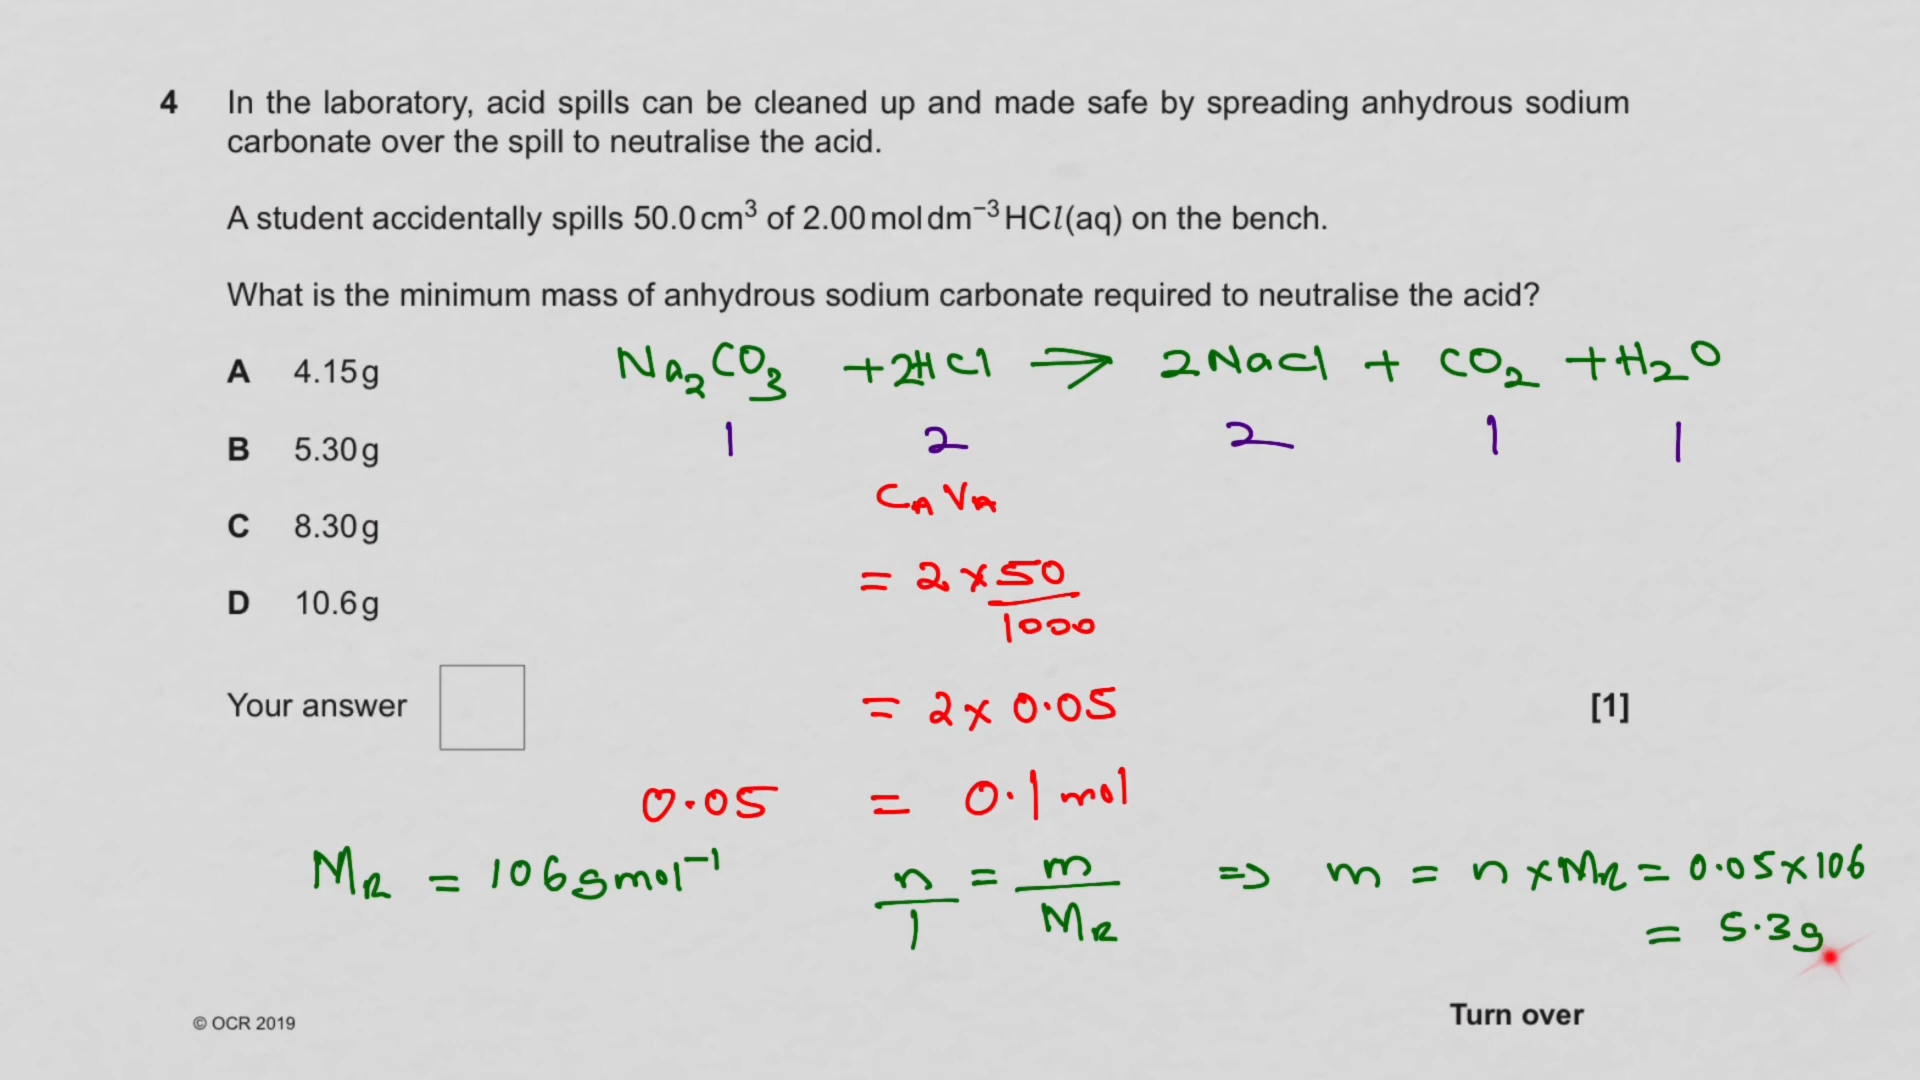 4 In the laboratory, acid spills can be cleaned up and made safe by spreading anhydrous sodium
carbonate over the spill to neutralise the acid.
A student accidentally spills 50.0 cm³ of 2.00 mol dm⁻³ HCl(aq) on the bench.
What is the minimum mass of anhydrous sodium carbonate required to neutralise the acid?
Na₂CO₃ + 2HCl ⟶ 2NaCl + CO₂ + H₂O
A 4.15 g
1 2 2 1 1
B 5.30 g
C_A V_A
C 8.30 g
= 2 × 50/1000
D 10.6 g
Your answer
= 2 × 0.05
[1]
0.05 = 0.1 mol
MR = 106 g mol⁻¹
n/1 = m/MR ⇒ m = n × MR = 0.05 × 106
= 5.3g
© OCR 2019
Turn over